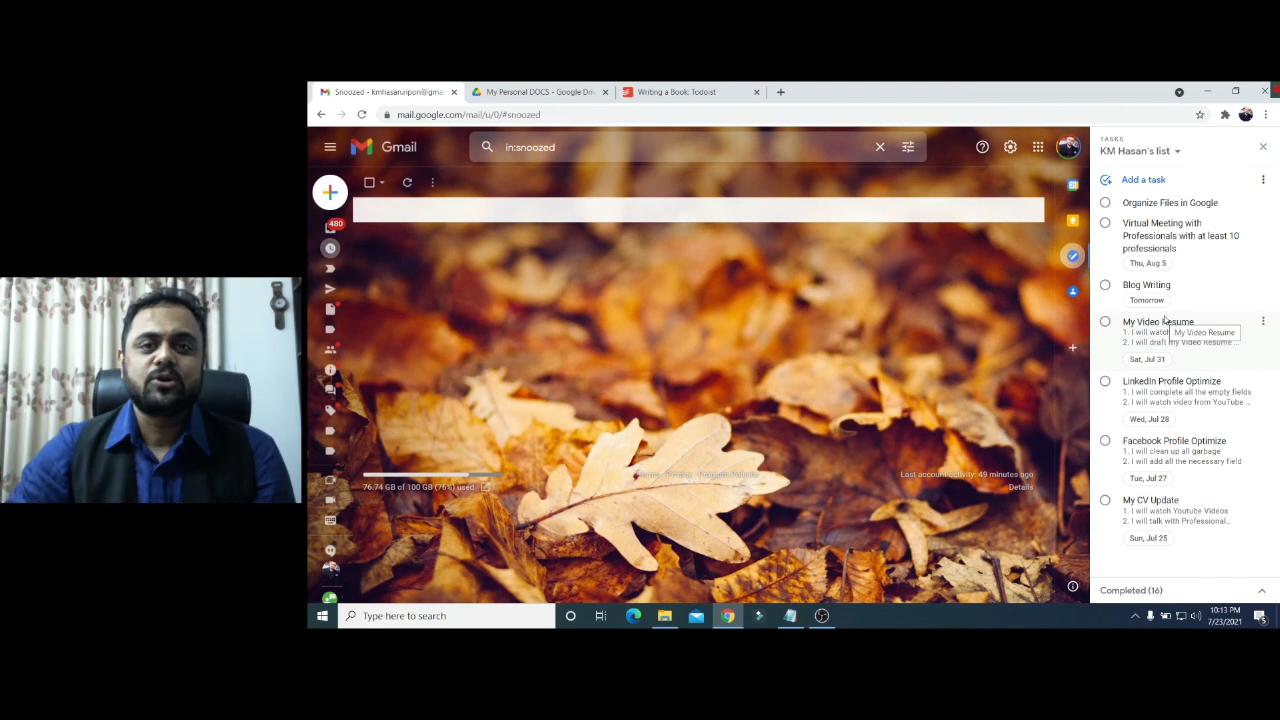 Snoozed - kmhasanripon@gma
My Personal DOCS - Google Dri
Writing a Book: Todoist
mail.google.com/mail/u/0/#snoozed
Gmail
in:snoozed
480
76.74 GB of 100 GB (76%) used
Last account activity: 49 minutes ago
Details
TASKS
KM Hasan's list
Add a task
Organize Files in Google
Virtual Meeting with
Professionals with at least 10
professionals
Thu, Aug 5
Blog Writing
Tomorrow
My Video Resume
1. I will watch
My Video Resume
2. I will draft my Video Resume ...
Sat, Jul 31
LinkedIn Profile Optimize
1. I will complete all the empty fields
2. I will watch video from YouTube ...
Wed, Jul 28
Facebook Profile Optimize
1. I will clean up all garbage
2. I will add all the necessary field
Tue, Jul 27
My CV Update
1. I will watch Youtube Videos
2. I will talk with Professional...
Sun, Jul 25
Completed (16)
Type here to search
10:13 PM
7/23/2021
5